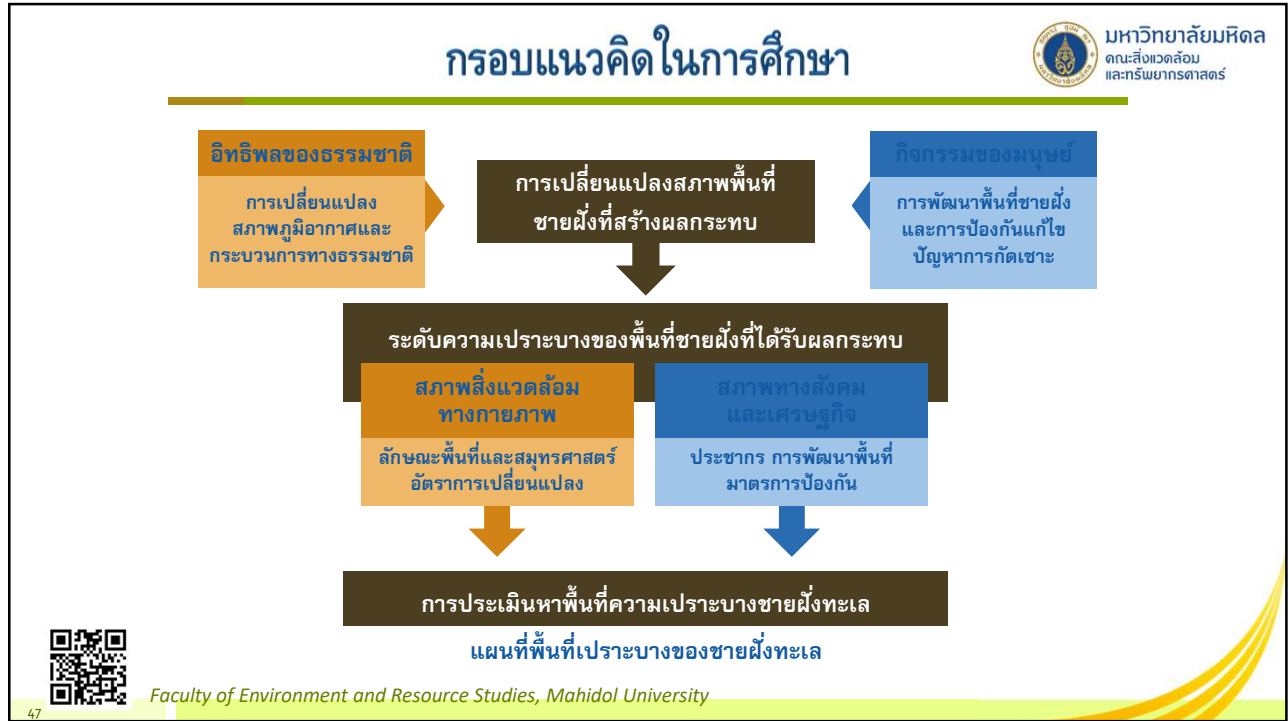 กรอบแนวคิดในการศึกษา
มหาวิทยาลัยมหิดล
คณะสิ่งแวดล้อม
และทรัพยากรศาสตร์
อิทธิพลของธรรมชาติ
การเปลี่ยนแปลง
สภาพภูมิอากาศและ
กระบวนการทางธรรมชาติ
การเปลี่ยนแปลงสภาพพื้นที่
ชายฝั่งที่สร้างผลกระทบ
กิจกรรมของมนุษย์
การพัฒนาพื้นที่ชายฝั่ง
และการป้องกันแก้ไข
ปัญหาการกัดเซาะ
ระดับความเปราะบางของพื้นที่ชายฝั่งที่ได้รับผลกระทบ
สภาพสิ่งแวดล้อม
ทางกายภาพ
ลักษณะพื้นที่และสมุทรศาสตร์
อัตราการเปลี่ยนแปลง
สภาพทางสังคม
และเศรษฐกิจ
ประชากร การพัฒนาพื้นที่
มาตรการป้องกัน
การประเมินหาพื้นที่ความเปราะบางชายฝั่งทะเล
แผนที่พื้นที่เปราะบางของชายฝั่งทะเล
Faculty of Environment and Resource Studies, Mahidol University
47